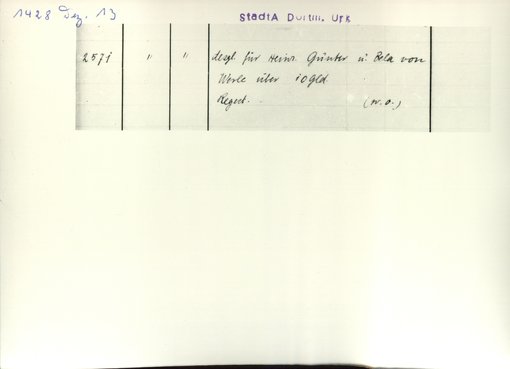 1428 Dez. 13
StadtA Dortm. Urk
2571 " " desgl. für Heinr. Günter u. Bela von
Werle über 10 Gld.
Regest. (w.o.)